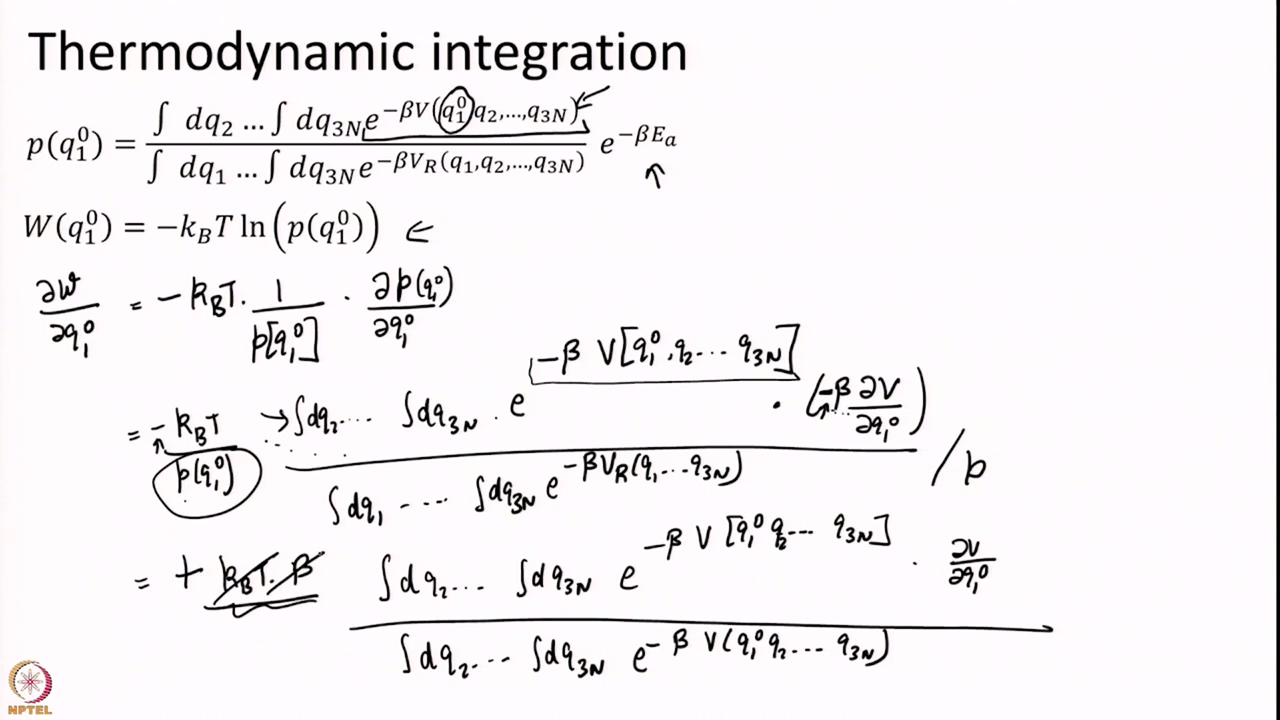 Thermodynamic integration
p(q₁⁰) = ∫ dq₂ … ∫ dq₃N e^(−βV(q₁⁰,q₂,…,q₃N)) / ∫ dq₁ … ∫ dq₃N e^(−βV_R(q₁,q₂,…,q₃N)) e^(−βE_a)
W(q₁⁰) = −k_B T ln(p(q₁⁰)) ⇐
∂W/∂q₁⁰ = − k_B T · 1/p[q₁⁰] · ∂p(q₁⁰)/∂q₁⁰
= − k_B T / p(q₁⁰) → ∫dq₂ ⋯ ∫dq₃N · e^(−β V[q₁⁰, q₂ ⋯ q₃N]) · (−β ∂V/∂q₁⁰) / ∫dq₁ ⋯ ∫dq₃N e^(−βV_R(q₁ ⋯ q₃N)) / p
= + k_B T · β ∫dq₂ ⋯ ∫dq₃N e^(−β V[q₁⁰ q₂ ⋯ q₃N]) · ∂V/∂q₁⁰ / ∫dq₂ ⋯ ∫dq₃N e^(−β V(q₁⁰ q₂ ⋯ q₃N))
NPTEL